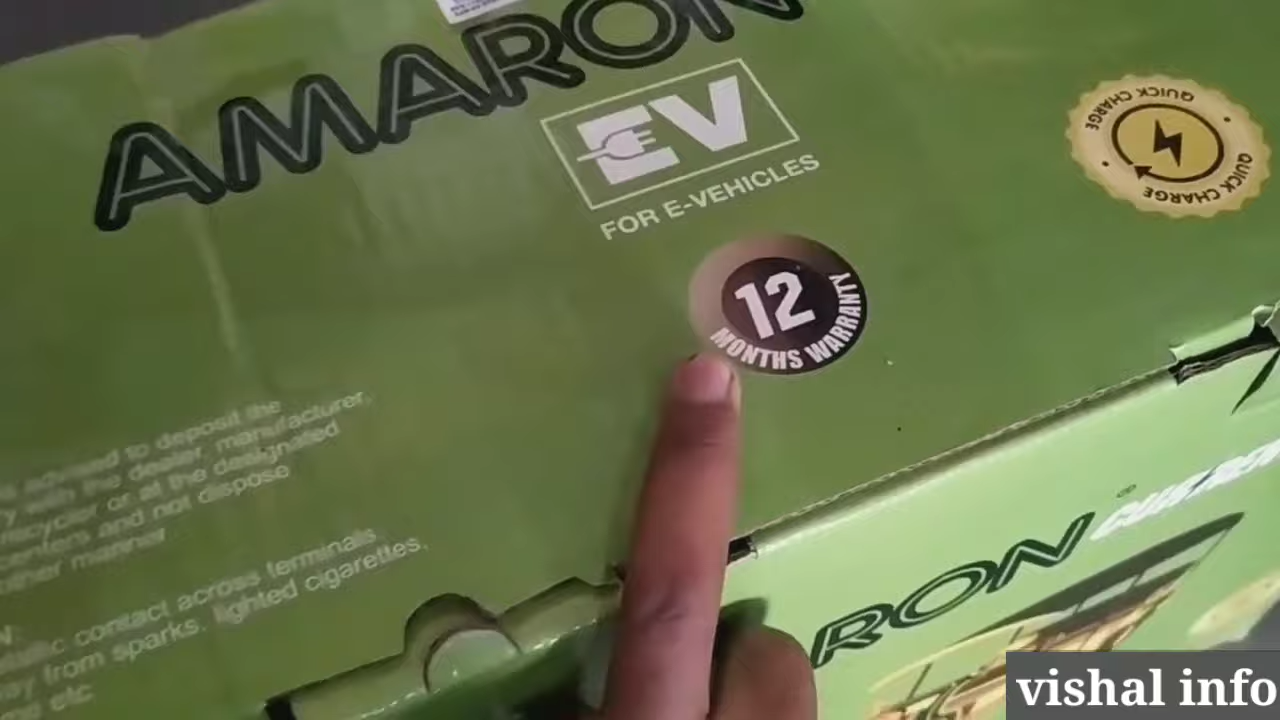 AMARON
EV
FOR E-VEHICLES
QUICK CHARGE
QUICK CHARGE
12
MONTHS WARRANTY
advised to deposit the
with the dealer, manufacturer,
recycler or at the designated
and not dispose
other manner
contact across terminals.
from sparks, lighted cigarettes,
etc
RON
vishal info